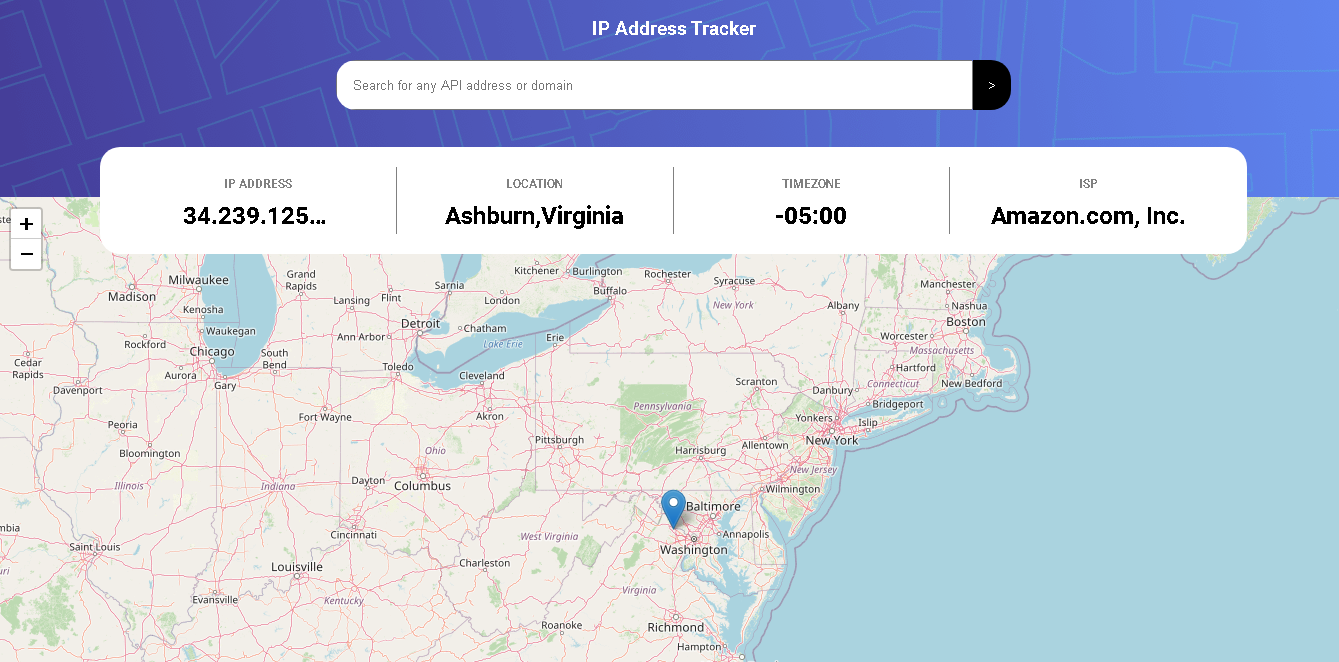 IP Address Tracker
Search for any API address or domain
>
IP ADDRESS
34.239.125...
LOCATION
Ashburn,Virginia
TIMEZONE
-05:00
ISP
Amazon.com, Inc.
+
−
Kitchener
Burlington
Rochester
Syracuse
Milwaukee
Grand
Rapids
Sarnia
Buffalo
Manchester
Madison
Lansing
Flint
London
New York
Albany
Nashua
Kenosha
Boston
Waukegan
Detroit
Chatham
Ann Arbor
Lake Erie
Erie
Worcester
Rockford
Chicago
South
Bend
Massachusetts
Cedar
Rapids
Toledo
Hartford
Aurora
Gary
Cleveland
Scranton
Connecticut
New Bedford
Davenport
Danbury
Fort Wayne
Akron
Pennsylvania
Bridgeport
Peoria
Yonkers
Islip
Pittsburgh
New York
Bloomington
Ohio
Harrisburg
Allentown
Illinois
Indiana
Dayton
Columbus
New Jersey
Wilmington
Baltimore
mbia
Cincinnati
West Virginia
Annapolis
Saint Louis
Washington
Louisville
Charleston
uri
Evansville
Kentucky
Virginia
Roanoke
Richmond
Hampton